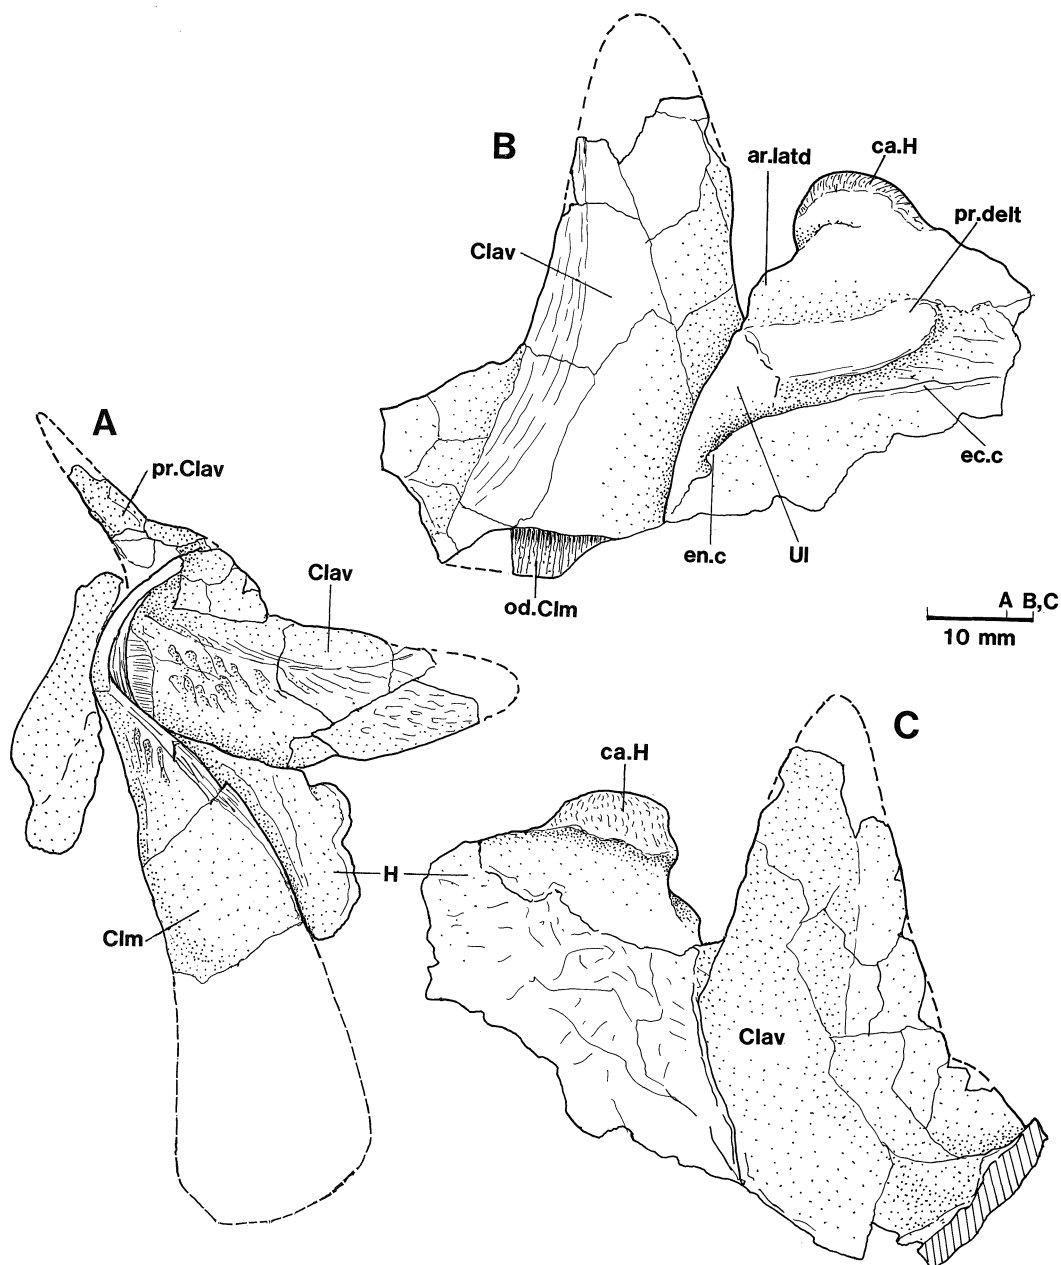 B
ar.latd
ca.H
pr.delt
Clav
A
pr.Clav
ec.c
en.c
Ul
Clav
od.Clm
A B,C
10 mm
C
ca.H
H
Clm
Clav